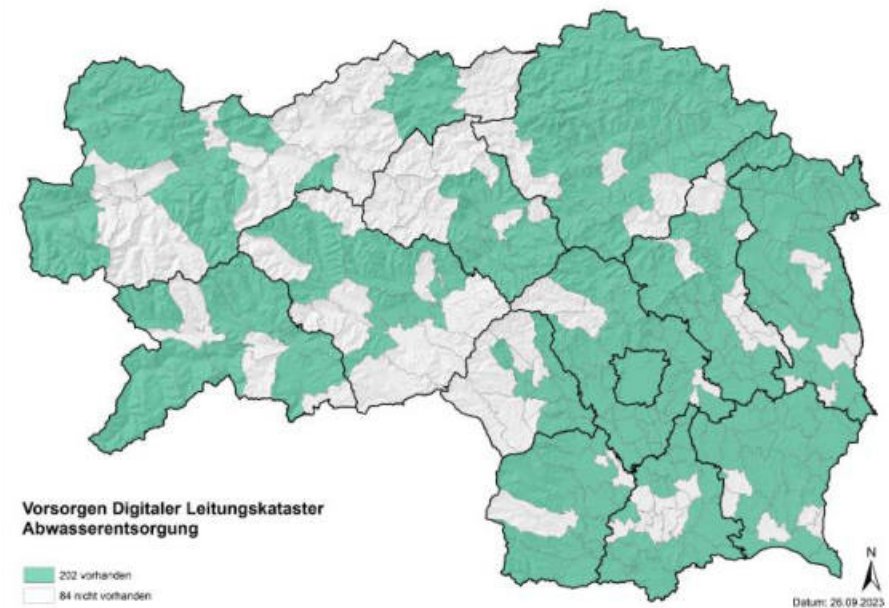 Vorsorgen Digitaler Leitungskataster
Abwasserentsorgung
202 vorhanden
84 nicht vorhanden
N
Datum: 26.09.2023